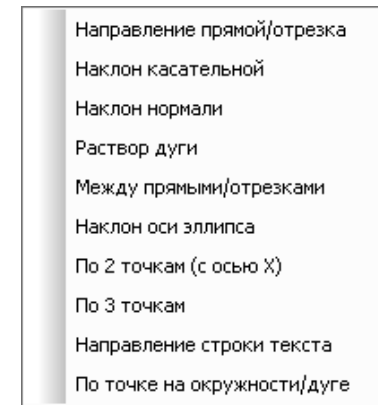 Направление прямой/отрезка
Наклон касательной
Наклон нормали
Раствор дуги
Между прямыми/отрезками
Наклон оси эллипса
По 2 точкам (с осью X)
По 3 точкам
Направление строки текста
По точке на окружности/дуге